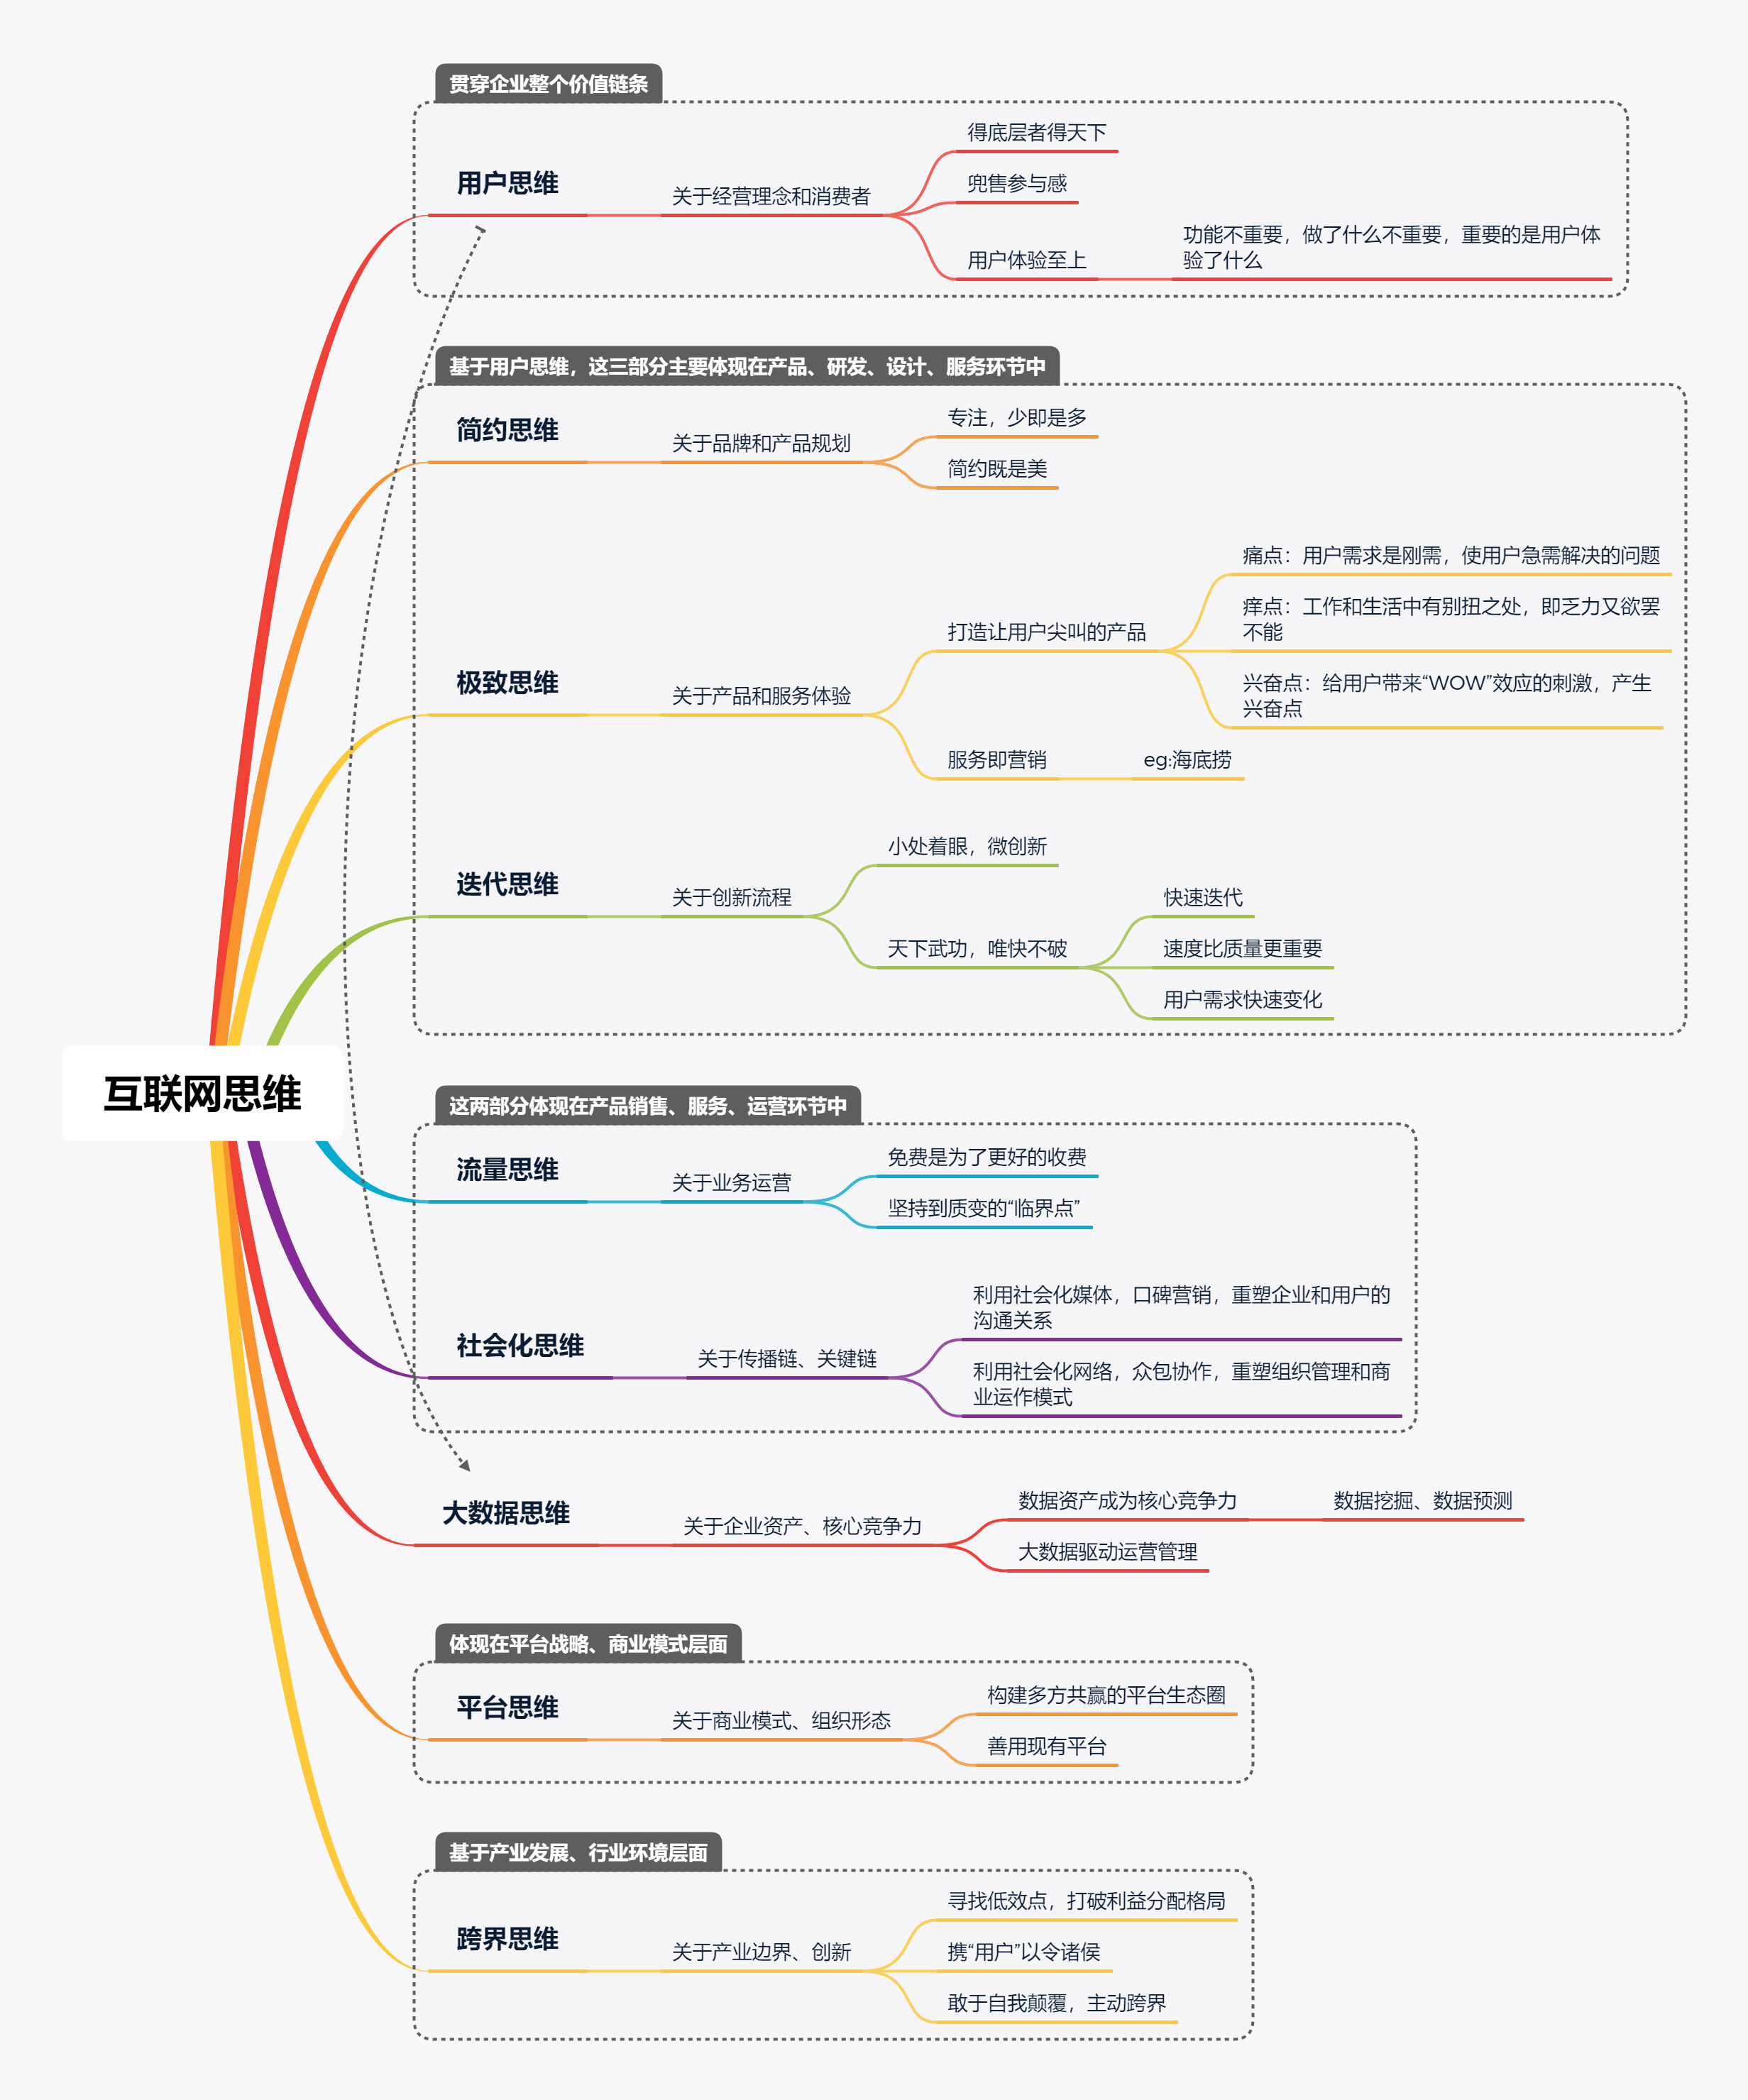 贯穿企业整个价值链条
用户思维
关于经营理念和消费者
得底层者得天下
兜售参与感
用户体验至上
功能不重要，做了什么不重要，重要的是用户体
验了什么
基于用户思维，这三部分主要体现在产品、研发、设计、服务环节中
简约思维
关于品牌和产品规划
专注，少即是多
简约既是美
极致思维
关于产品和服务体验
打造让用户尖叫的产品
痛点：用户需求是刚需，使用户急需解决的问题
痒点：工作和生活中有别扭之处，即乏力又欲罢
不能
兴奋点：给用户带来“WOW”效应的刺激，产生
兴奋点
服务即营销
eg:海底捞
迭代思维
关于创新流程
小处着眼，微创新
天下武功，唯快不破
快速迭代
速度比质量更重要
用户需求快速变化
互联网思维
这两部分体现在产品销售、服务、运营环节中
流量思维
关于业务运营
免费是为了更好的收费
坚持到质变的“临界点”
社会化思维
关于传播链、关键链
利用社会化媒体，口碑营销，重塑企业和用户的
沟通关系
利用社会化网络，众包协作，重塑组织管理和商
业运作模式
大数据思维
关于企业资产、核心竞争力
数据资产成为核心竞争力
数据挖掘、数据预测
大数据驱动运营管理
体现在平台战略、商业模式层面
平台思维
关于商业模式、组织形态
构建多方共赢的平台生态圈
善用现有平台
基于产业发展、行业环境层面
跨界思维
关于产业边界、创新
寻找低效点，打破利益分配格局
携“用户”以令诸侯
敢于自我颠覆，主动跨界